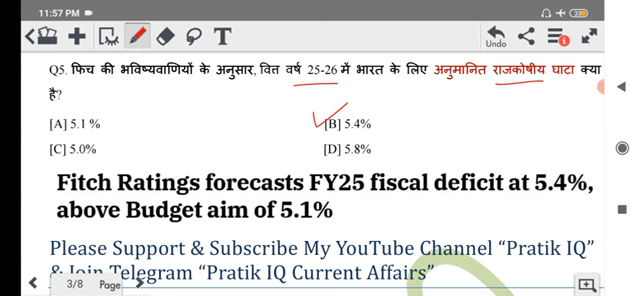 11:57 PM
33
T
Undo
Q5. फिच की भविष्यवाणियों के अनुसार, वित्त वर्ष 25-26 में भारत के लिए अनुमानित राजकोषीय घाटा क्या
है?
[A] 5.1 % [B] 5.4%
[C] 5.0% [D] 5.8%
Fitch Ratings forecasts FY25 fiscal deficit at 5.4%,
above Budget aim of 5.1%
Please Support & Subscribe My YouTube Channel “Pratik IQ”
& Join Telegram “Pratik IQ Current Affairs”
3/8 Page